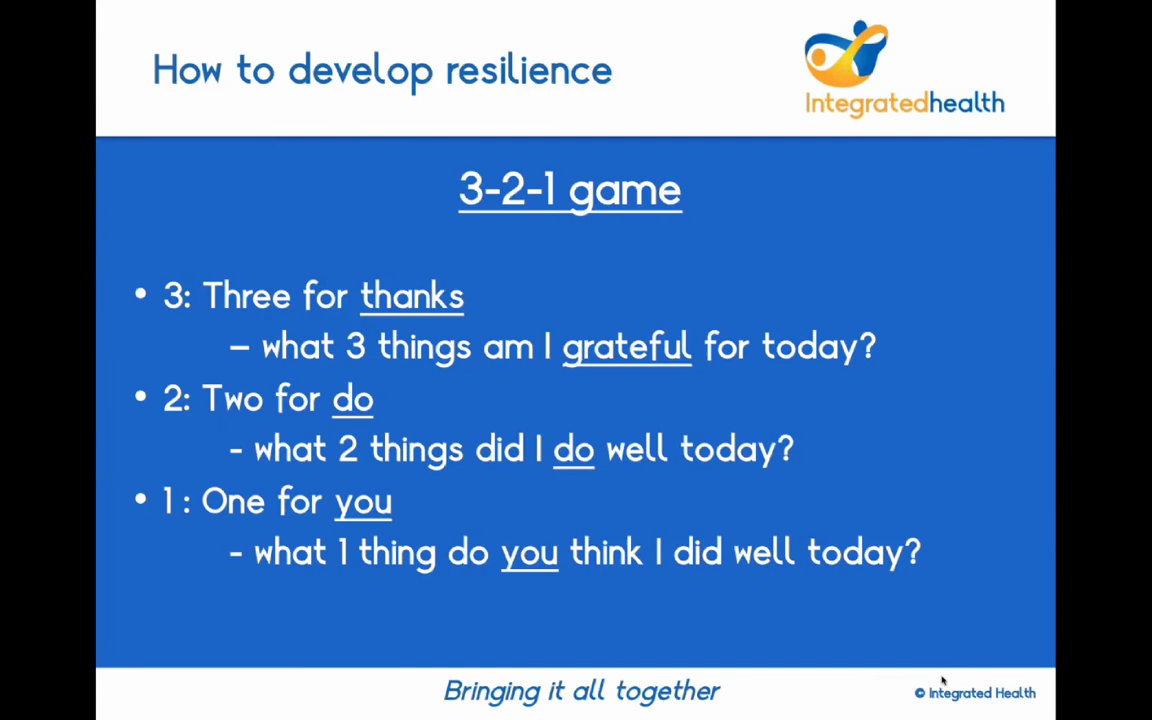 How to develop resilience
Integratedhealth
3-2-1 game
• 3: Three for thanks
– what 3 things am I grateful for today?
• 2: Two for do
- what 2 things did I do well today?
• 1 : One for you
- what 1 thing do you think I did well today?
Bringing it all together
© Integrated Health